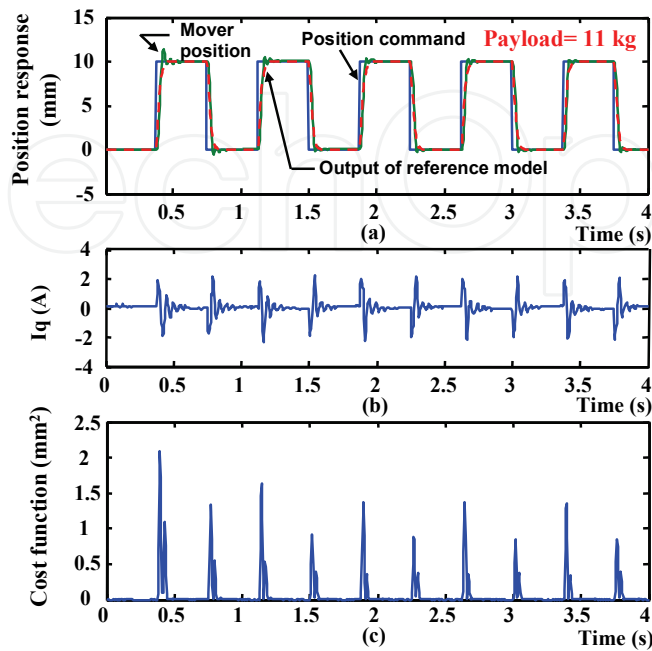 Mover
position
Position command
Payload= 11 kg
Output of reference model
Position response
(mm)
15
10
5
0
-5
0.5 1 1.5 2 2.5 3 3.5 4
(a)
Time (s)
Iq (A)
4
2
0
-2
-4
0 0.5 1 1.5 2 2.5 3 3.5 4
(b)
Time (s)
Cost function (mm²)
2.5
2
1.5
1
0.5
0
0 0.5 1 1.5 2 2.5 3 3.5 4
(c)
Time (s)